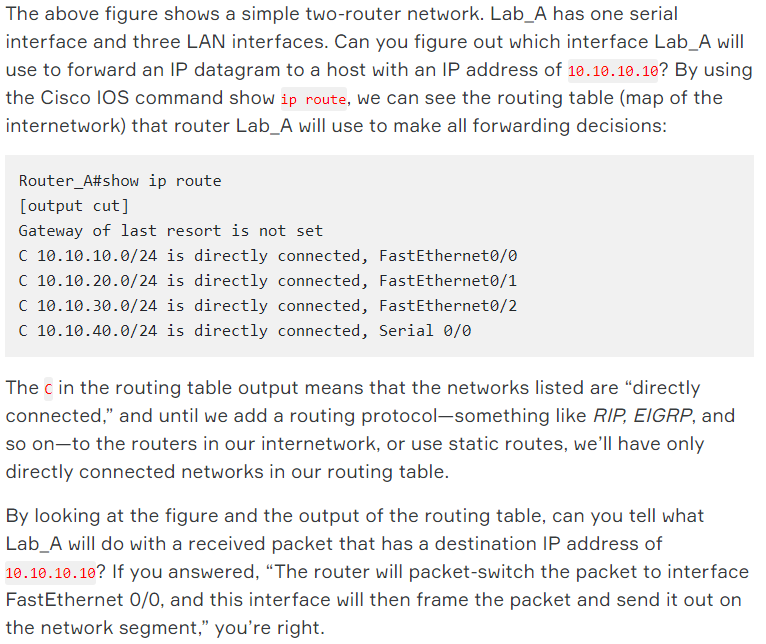 The above figure shows a simple two-router network. Lab_A has one serial
interface and three LAN interfaces. Can you figure out which interface Lab_A will
use to forward an IP datagram to a host with an IP address of 10.10.10.10? By using
the Cisco IOS command show ip route, we can see the routing table (map of the
internetwork) that router Lab_A will use to make all forwarding decisions:
Router_A#show ip route
[output cut]
Gateway of last resort is not set
C 10.10.10.0/24 is directly connected, FastEthernet0/0
C 10.10.20.0/24 is directly connected, FastEthernet0/1
C 10.10.30.0/24 is directly connected, FastEthernet0/2
C 10.10.40.0/24 is directly connected, Serial 0/0
The C in the routing table output means that the networks listed are “directly
connected,” and until we add a routing protocol—something like RIP, EIGRP, and
so on—to the routers in our internetwork, or use static routes, we’ll have only
directly connected networks in our routing table.
By looking at the figure and the output of the routing table, can you tell what
Lab_A will do with a received packet that has a destination IP address of
10.10.10.10? If you answered, “The router will packet-switch the packet to interface
FastEthernet 0/0, and this interface will then frame the packet and send it out on
the network segment,” you’re right.